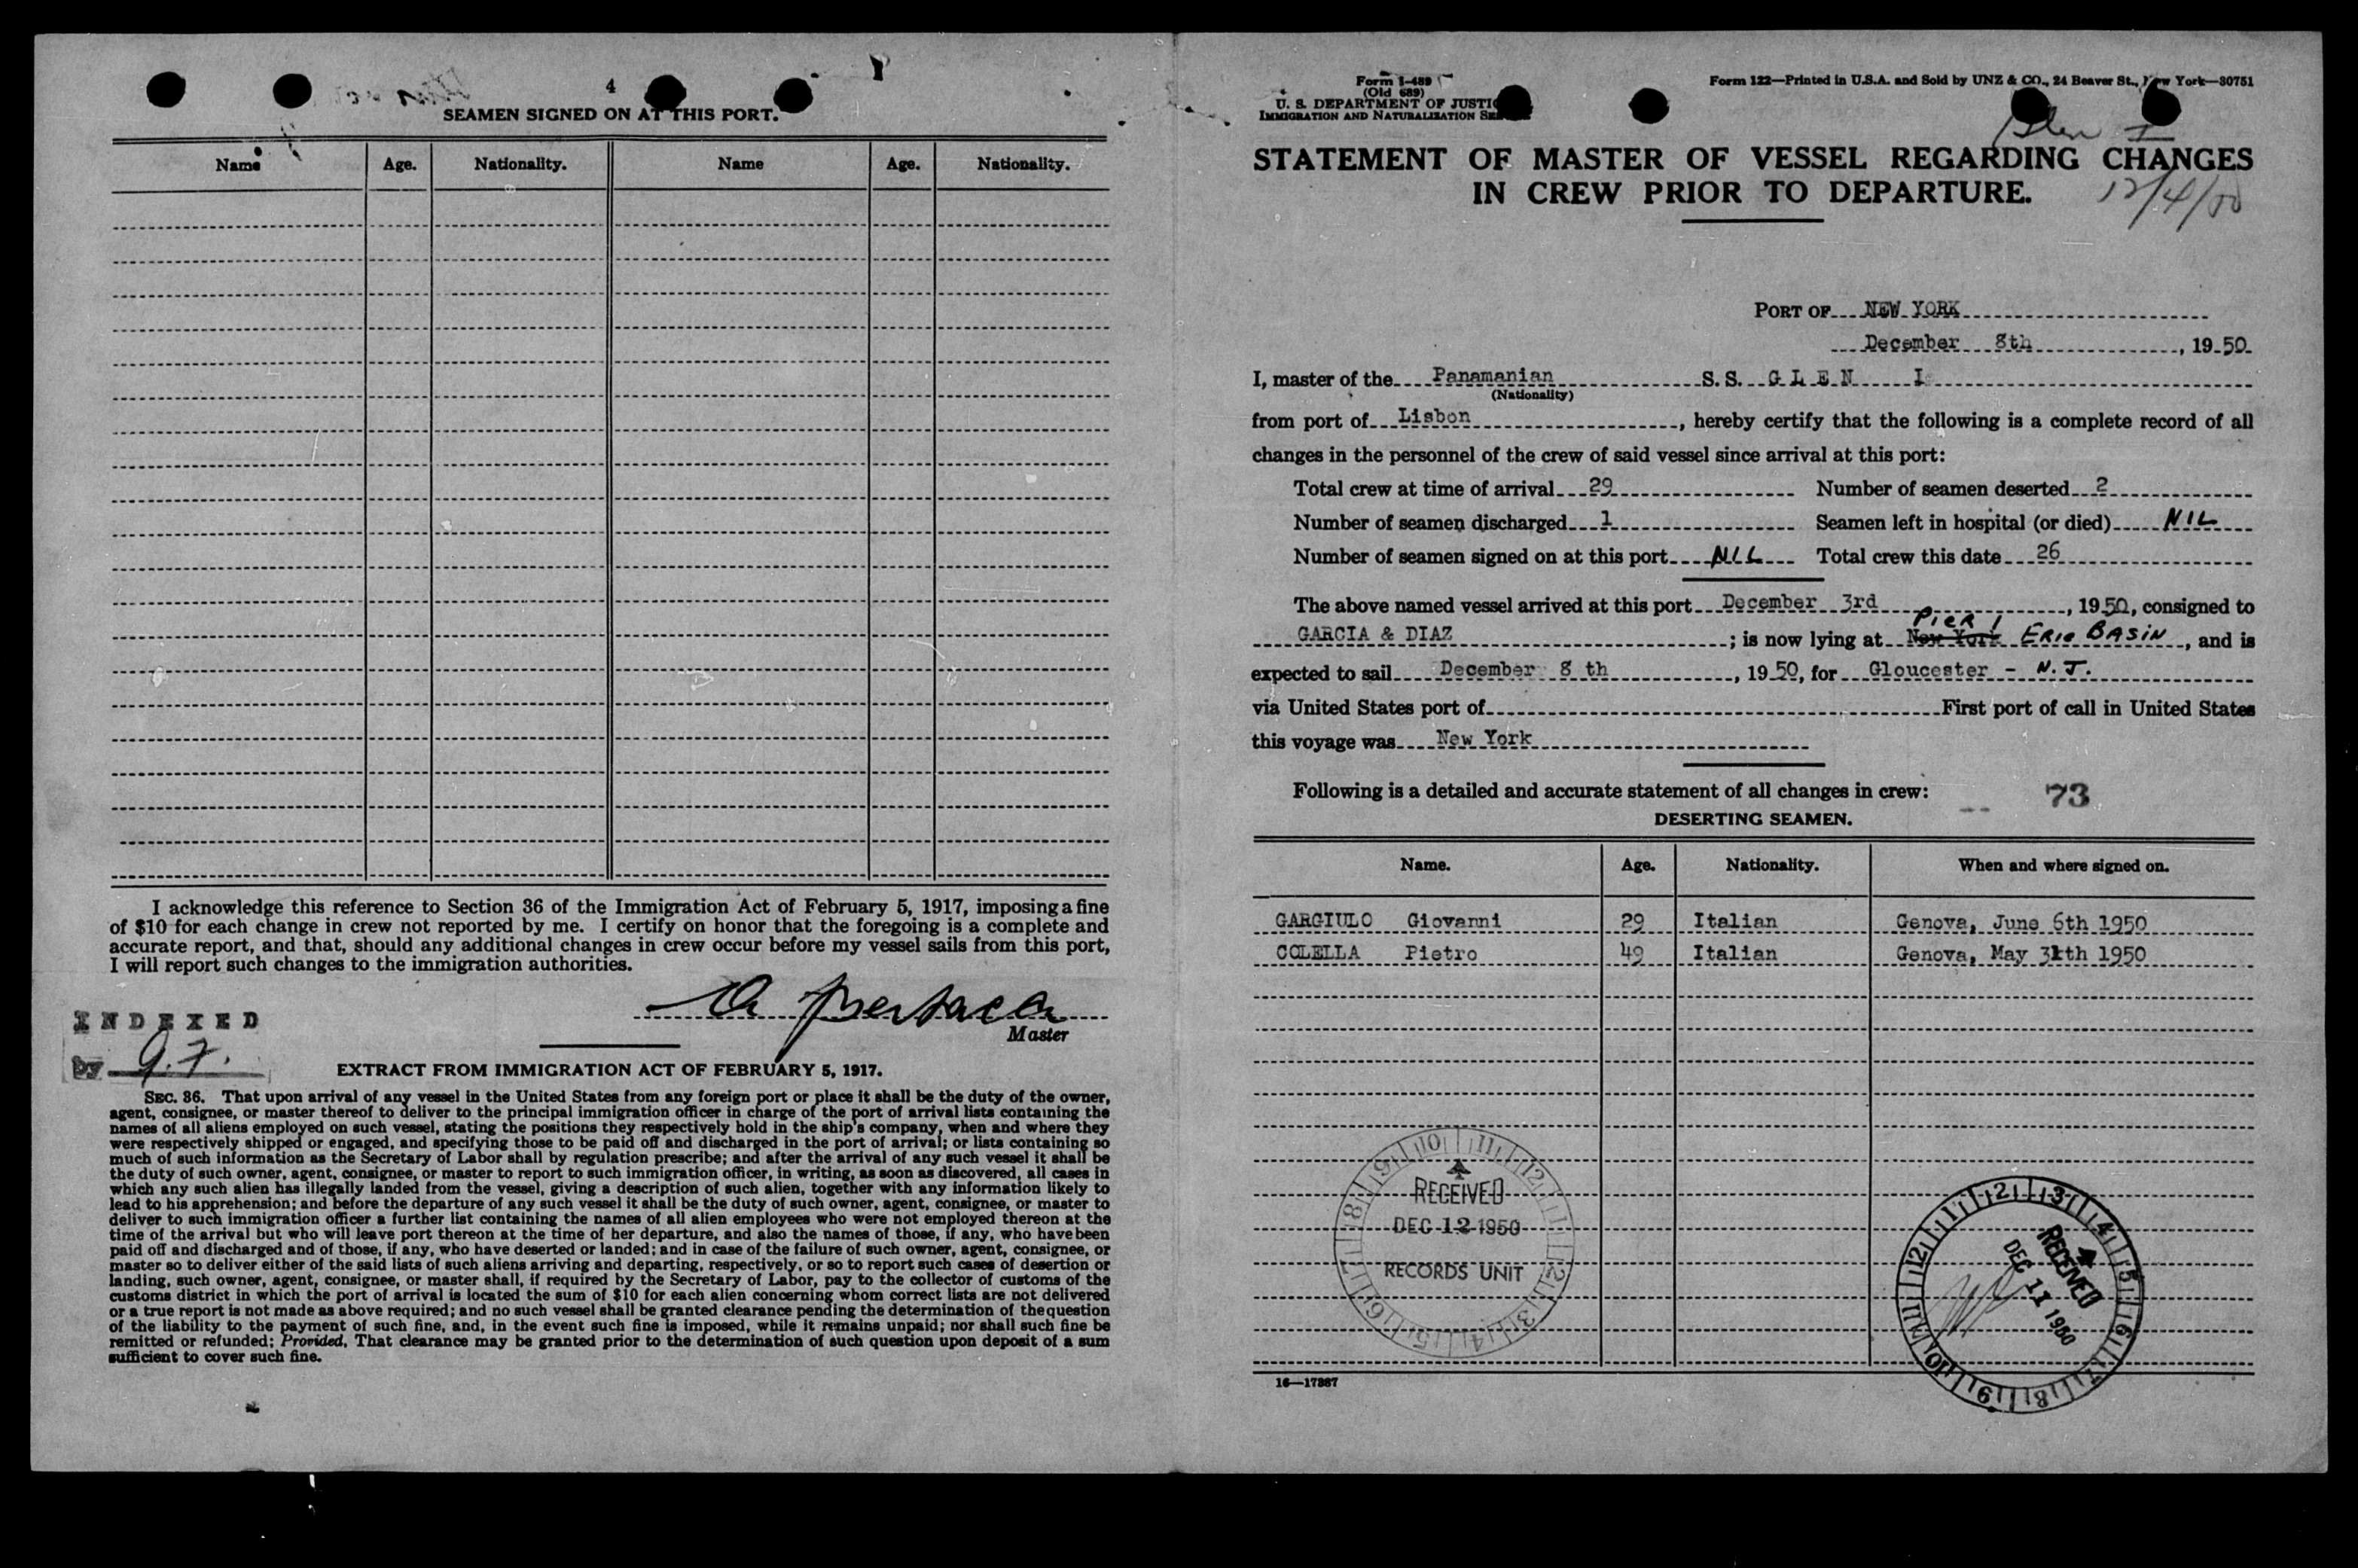 4
SEAMEN SIGNED ON AT THIS PORT.
Name Age. Nationality. Name Age. Nationality.
I acknowledge this reference to Section 36 of the Immigration Act of February 5, 1917, imposing a fine
of $10 for each change in crew not reported by me. I certify on honor that the foregoing is a complete and
accurate report, and that, should any additional changes in crew occur before my vessel sails from this port,
I will report such changes to the immigration authorities.
Master
INDEXED
by J.F.
EXTRACT FROM IMMIGRATION ACT OF FEBRUARY 5, 1917.
SEC. 36. That upon arrival of any vessel in the United States from any foreign port or place it shall be the duty of the owner,
agent, consignee, or master thereof to deliver to the principal immigration officer in charge of the port of arrival lists containing the
names of all aliens employed on such vessel, stating the positions they respectively hold in the ship's company, when and where they
were respectively shipped or engaged, and specifying those to be paid off and discharged in the port of arrival; or lists containing so
much of such information as the Secretary of Labor shall by regulation prescribe; and after the arrival of any such vessel it shall be
the duty of such owner, agent, consignee, or master to report to such immigration officer, in writing, as soon as discovered, all cases in
which any such alien has illegally landed from the vessel, giving a description of such alien, together with any information likely to
lead to his apprehension; and before the departure of any such vessel it shall be the duty of such owner, agent, consignee, or master to
deliver to such immigration officer a further list containing the names of all alien employees who were not employed thereon at the
time of the arrival but who will leave port thereon at the time of her departure, and also the names of those, if any, who have been
paid off and discharged and of those, if any, who have deserted or landed; and in case of the failure of such owner, agent, consignee, or
master so to deliver either of the said lists of such aliens arriving and departing, respectively, or so to report such cases of desertion or
landing, such owner, agent, consignee, or master shall, if required by the Secretary of Labor, pay to the collector of customs of the
customs district in which the port of arrival is located the sum of $10 for each alien concerning whom correct lists are not delivered
or a true report is not made as above required; and no such vessel shall be granted clearance pending the determination of the question
of the liability to the payment of such fine, and, in the event such fine is imposed, while it remains unpaid; nor shall such fine be
remitted or refunded; Provided, That clearance may be granted prior to the determination of such question upon deposit of a sum
sufficient to cover such fine.
Form I-489
(Old 689)
U. S. DEPARTMENT OF JUSTIC
IMMIGRATION AND NATURALIZATION SE
Form 122—Printed in U.S.A. and Sold by UNZ & CO., 24 Beaver St., New York—30751
Glen I
STATEMENT OF MASTER OF VESSEL REGARDING CHANGES
IN CREW PRIOR TO DEPARTURE.
12/4/50
PORT OF NEW YORK
December 8th, 1950
I, master of the Panamanian S. S. GLEN I
(Nationality)
from port of Lisbon, hereby certify that the following is a complete record of all
changes in the personnel of the crew of said vessel since arrival at this port:
Total crew at time of arrival 29 Number of seamen deserted 2
Number of seamen discharged 1 Seamen left in hospital (or died) NIL
Number of seamen signed on at this port NIL Total crew this date 26
The above named vessel arrived at this port December 3rd, 1950, consigned to
PIER 1
GARCIA & DIAZ; is now lying at New York ERIE BASIN, and is
expected to sail December 8 th, 1950, for Gloucester - N. J.
via United States port of First port of call in United States
this voyage was New York
Following is a detailed and accurate statement of all changes in crew:
73
DESERTING SEAMEN.
Name. Age. Nationality. When and where signed on.
GARGIULO Giovanni 29 Italian Genova, June 6th 1950
COLELLA Pietro 49 Italian Genova, May 31th 1950
RECEIVED
DEC 12 1950
RECORDS UNIT
RECEIVED
DEC 11 1950
16—17887